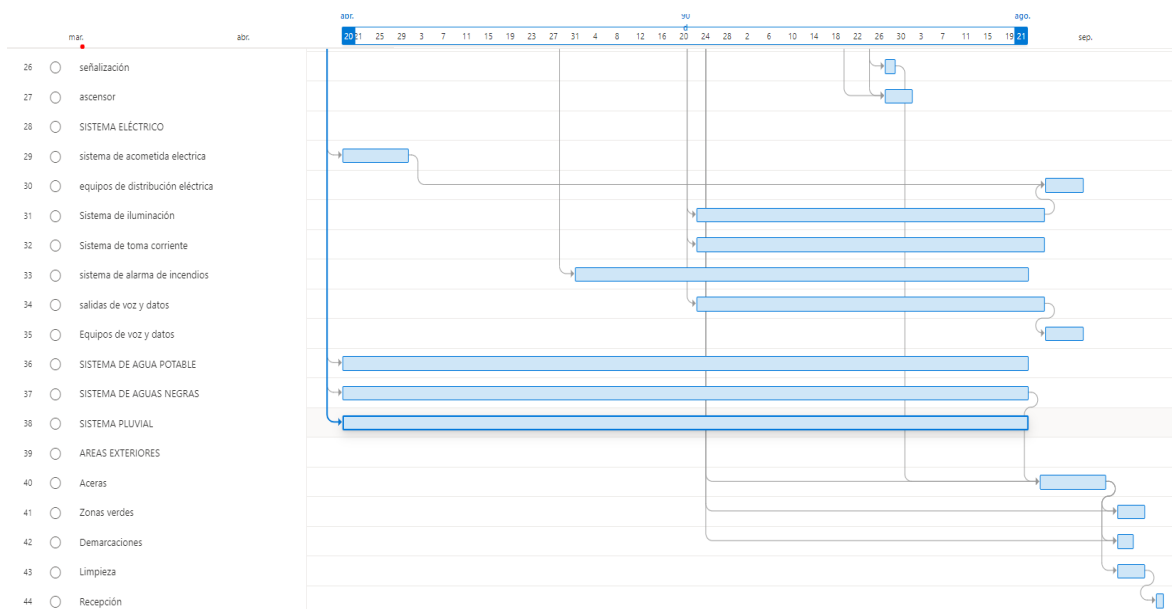 abr. 90 ago.
d
mar. abr. 20 21 25 29 3 7 11 15 19 23 27 31 4 8 12 16 20 24 28 2 6 10 14 18 22 26 30 3 7 11 15 19 21 sep.
26 señalización
27 ascensor
28 SISTEMA ELÉCTRICO
29 sistema de acometida electrica
30 equipos de distribución eléctrica
31 Sistema de iluminación
32 Sistema de toma corriente
33 sistema de alarma de incendios
34 salidas de voz y datos
35 Equipos de voz y datos
36 SISTEMA DE AGUA POTABLE
37 SISTEMA DE AGUAS NEGRAS
38 SISTEMA PLUVIAL
39 AREAS EXTERIORES
40 Aceras
41 Zonas verdes
42 Demarcaciones
43 Limpieza
44 Recepción